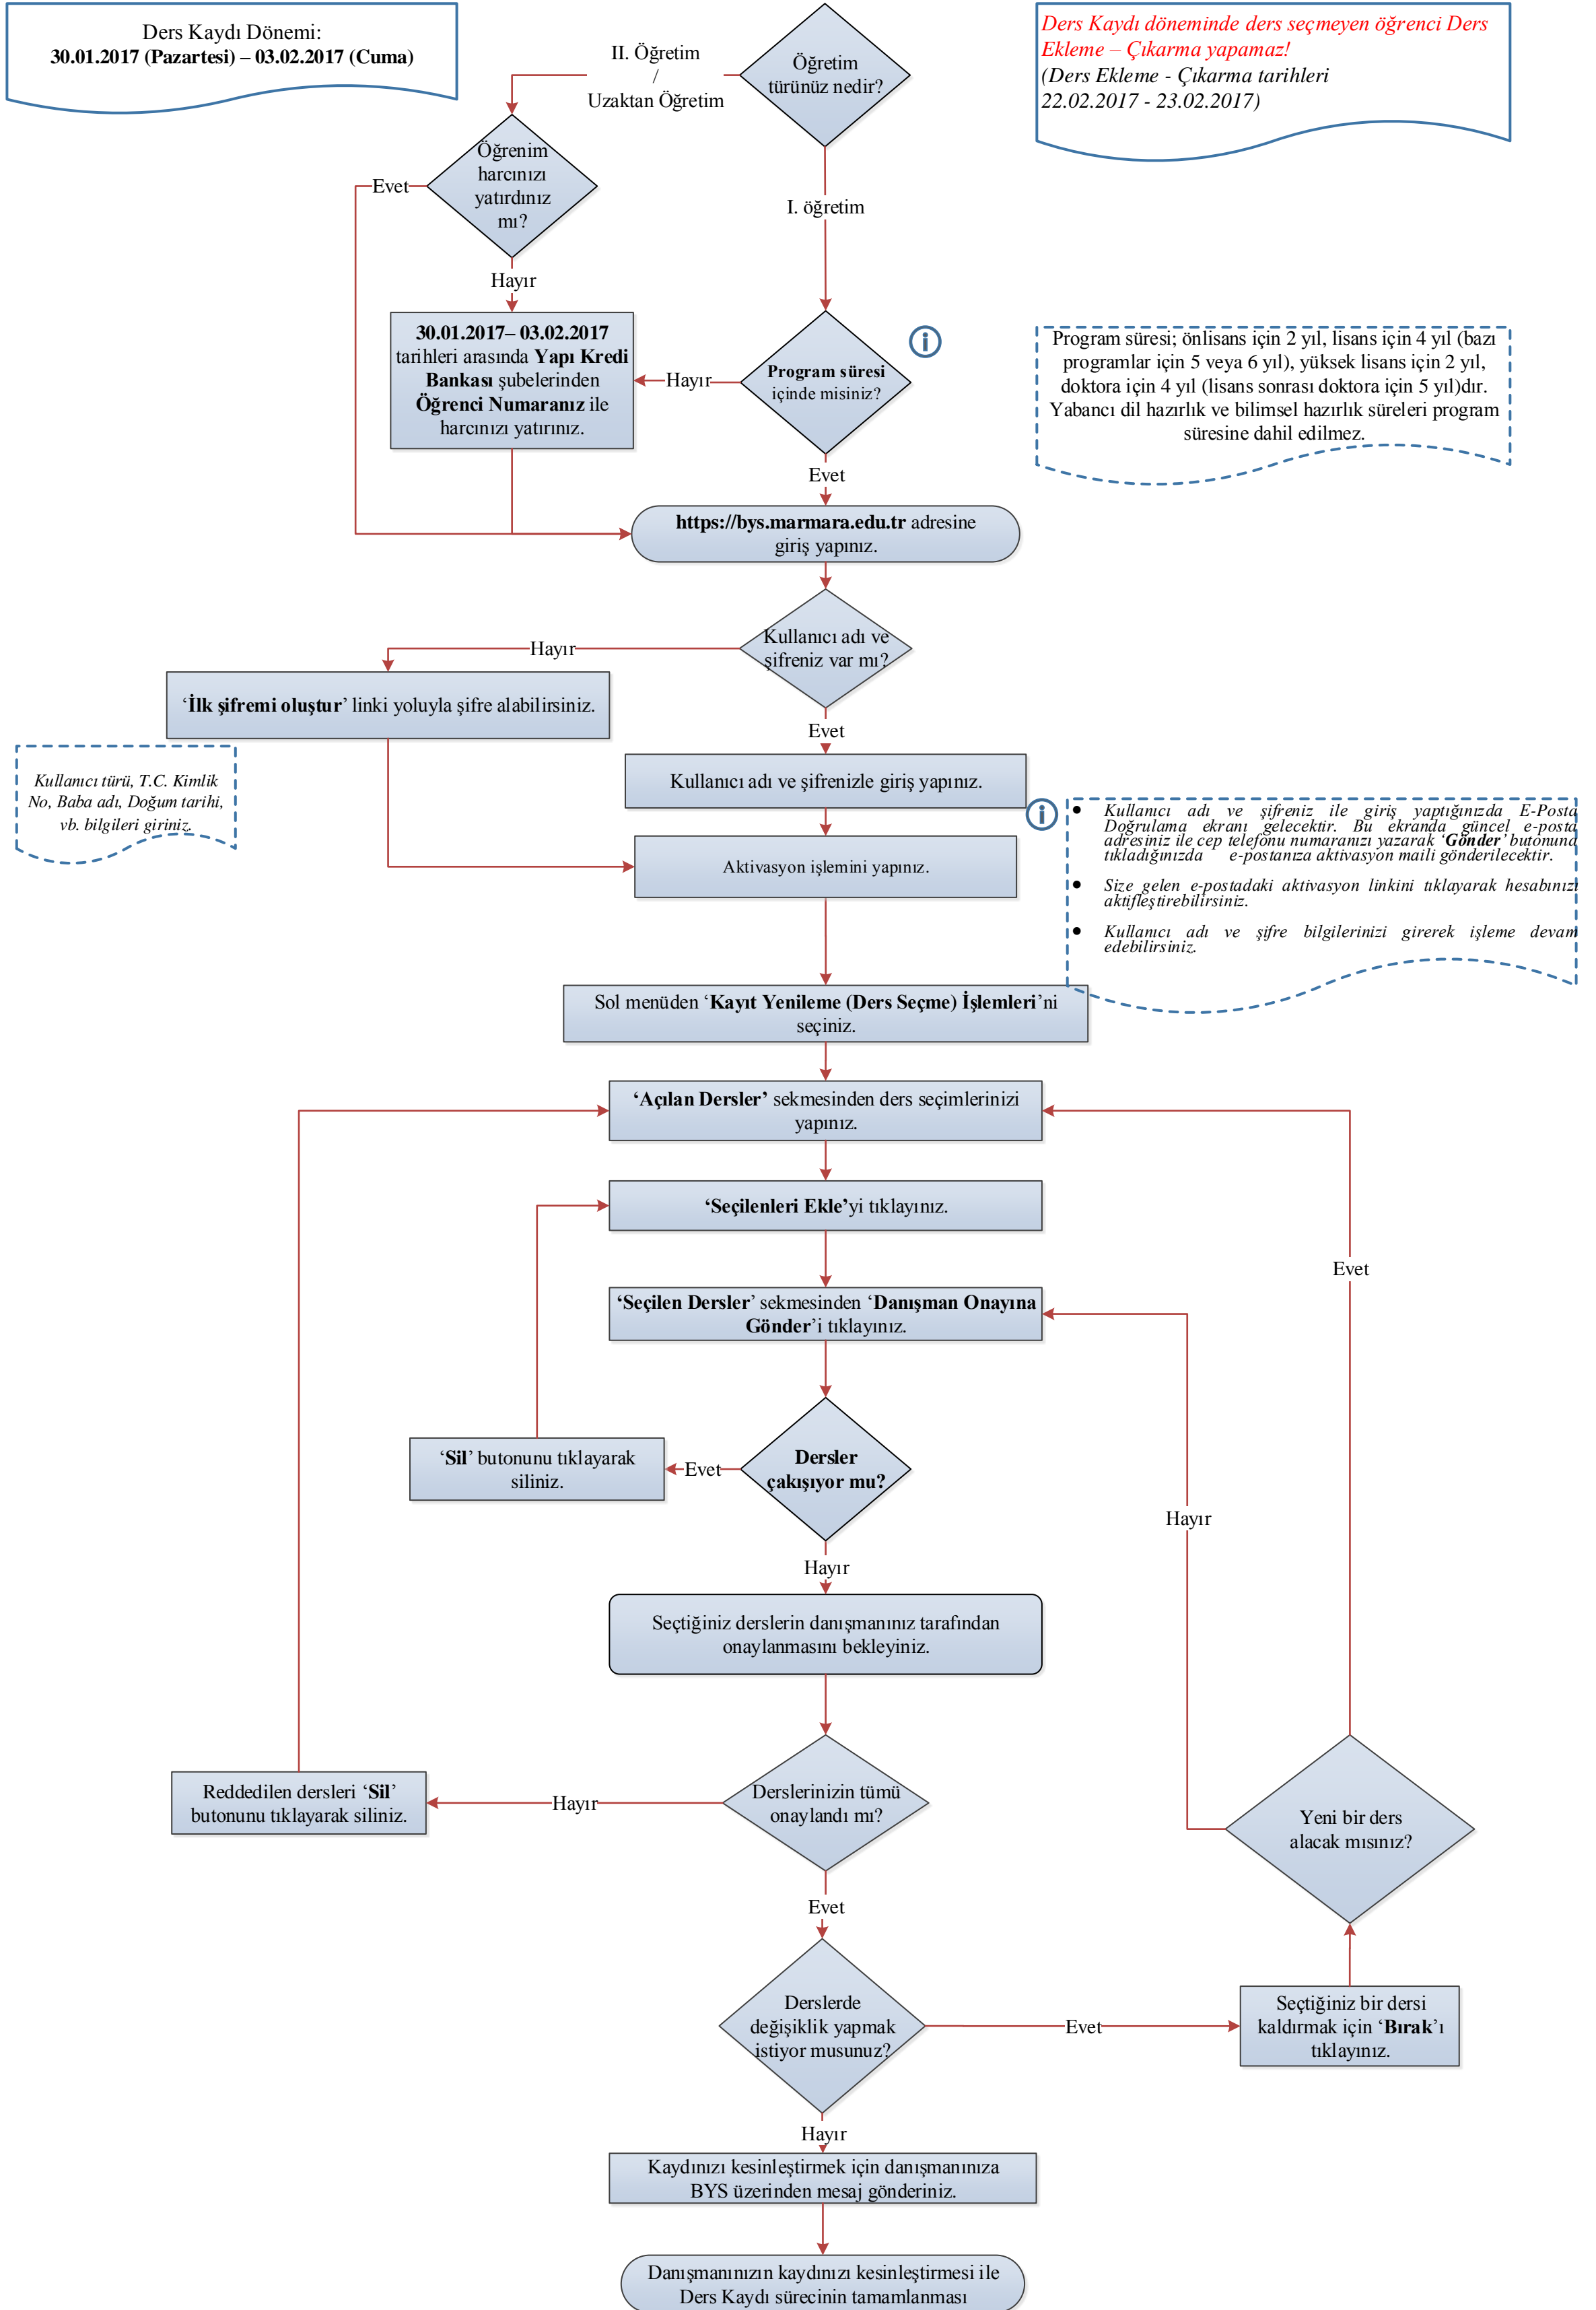 Ders Kaydı Dönemi:
30.01.2017 (Pazartesi) – 03.02.2017 (Cuma)
Ders Kaydı döneminde ders seçmeyen öğrenci Ders
Ekleme – Çıkarma yapamaz!
(Ders Ekleme - Çıkarma tarihleri
22.02.2017 - 23.02.2017)
Öğretim
türünüz nedir?
II. Öğretim
/
Uzaktan Öğretim
Öğrenim
harcınızı
yatırdınız
mı?
Evet
I. öğretim
Hayır
30.01.2017– 03.02.2017
tarihleri arasında Yapı Kredi
Bankası şubelerinden
Öğrenci Numaranız ile
harcınızı yatırınız.
Hayır
Program süresi
içinde misiniz?
Program süresi; önlisans için 2 yıl, lisans için 4 yıl (bazı
programlar için 5 veya 6 yıl), yüksek lisans için 2 yıl,
doktora için 4 yıl (lisans sonrası doktora için 5 yıl)dır.
Yabancı dil hazırlık ve bilimsel hazırlık süreleri program
süresine dahil edilmez.
Evet
https://bys.marmara.edu.tr adresine
giriş yapınız.
Kullanıcı adı ve
şifreniz var mı?
Hayır
‘İlk şifremi oluştur’ linki yoluyla şifre alabilirsiniz.
Evet
Kullanıcı türü, T.C. Kimlik
No, Baba adı, Doğum tarihi,
vb. bilgileri giriniz.
Kullanıcı adı ve şifrenizle giriş yapınız.
Aktivasyon işlemini yapınız.
• Kullanıcı adı ve şifreniz ile giriş yaptığınızda E-Posta
Doğrulama ekranı gelecektir. Bu ekranda güncel e-posta
adresiniz ile cep telefonu numaranızı yazarak ‘Gönder’ butonuna
tıkladığınızda e-postanıza aktivasyon maili gönderilecektir.
• Size gelen e-postadaki aktivasyon linkini tıklayarak hesabınızı
aktifleştirebilirsiniz.
• Kullanıcı adı ve şifre bilgilerinizi girerek işleme devam
edebilirsiniz.
Sol menüden ‘Kayıt Yenileme (Ders Seçme) İşlemleri’ni
seçiniz.
‘Açılan Dersler’ sekmesinden ders seçimlerinizi
yapınız.
‘Seçilenleri Ekle’yi tıklayınız.
Evet
‘Seçilen Dersler’ sekmesinden ‘Danışman Onayına
Gönder’i tıklayınız.
‘Sil’ butonunu tıklayarak
siliniz.
Evet
Dersler
çakışıyor mu?
Hayır
Hayır
Seçtiğiniz derslerin danışmanınız tarafından
onaylanmasını bekleyiniz.
Reddedilen dersleri ‘Sil’
butonunu tıklayarak siliniz.
Hayır
Derslerinizin tümü
onaylandı mı?
Yeni bir ders
alacak mısınız?
Evet
Derslerde
değişiklik yapmak
istiyor musunuz?
Evet
Seçtiğiniz bir dersi
kaldırmak için ‘Bırak’ı
tıklayınız.
Hayır
Kaydınızı kesinleştirmek için danışmanınıza
BYS üzerinden mesaj gönderiniz.
Danışmanınızın kaydınızı kesinleştirmesi ile
Ders Kaydı sürecinin tamamlanması